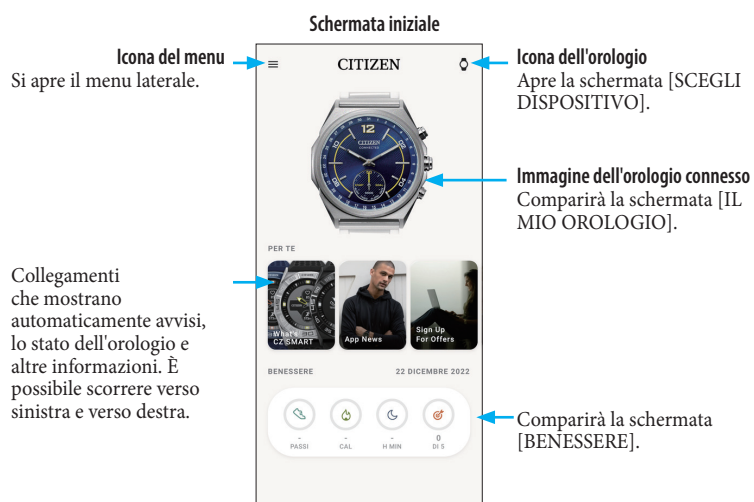 Schermata iniziale
Icona del menu
Si apre il menu laterale.
CITIZEN
Icona dell'orologio
Apre la schermata [SCEGLI
DISPOSITIVO].
12
CITIZEN
CONNECTED
Immagine dell'orologio connesso
Comparirà la schermata [IL
MIO OROLOGIO].
PER TE
Collegamenti
che mostrano
automaticamente avvisi,
lo stato dell'orologio e
altre informazioni. È
possibile scorrere verso
sinistra e verso destra.
What's
CZ SMART
App News
Sign Up
For Offers
BENESSERE
22 DICEMBRE 2022
- PASSI
- CAL
- H MIN
0 DI 5
Comparirà la schermata
[BENESSERE].